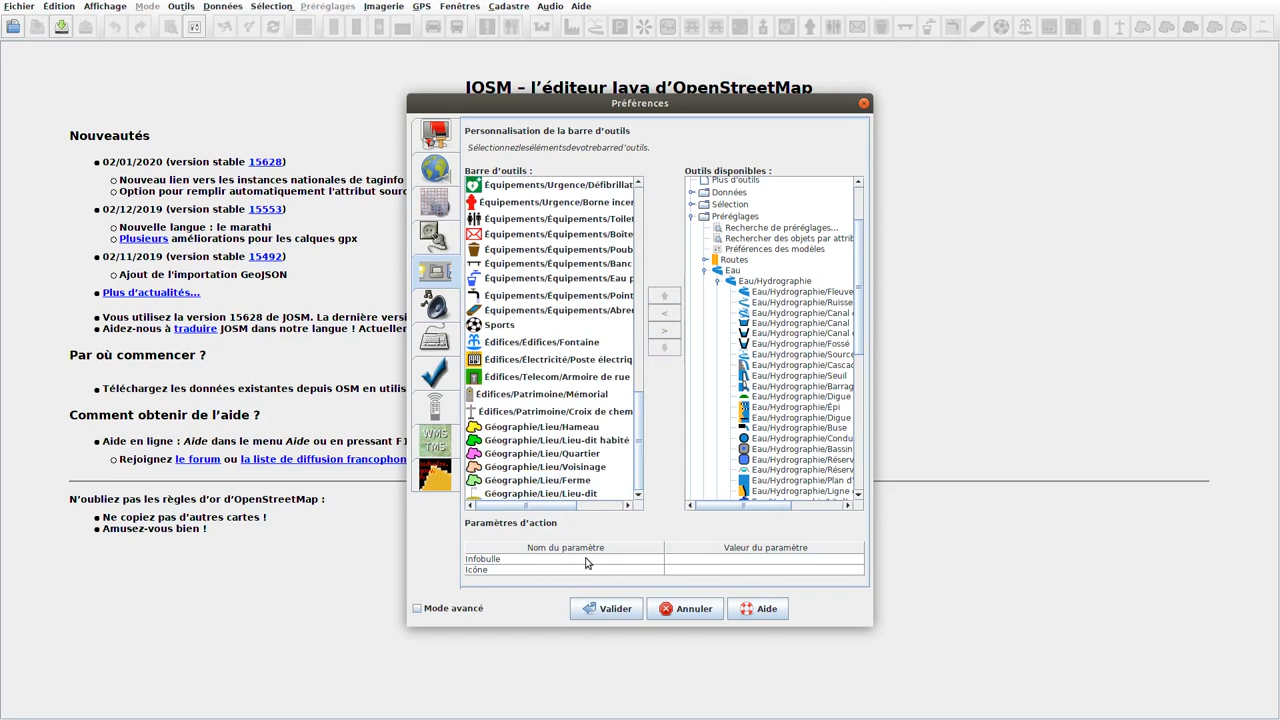 Fichier Édition Affichage Mode Outils Données Sélection Préréglages Imagerie GPS Fenêtres Cadastre Audio Aide
JOSM – l’éditeur Java d’OpenStreetMap
Nouveautés
02/01/2020 (version stable 15628)
Nouveau lien vers les instances nationales de taginfo
Option pour remplir automatiquement l'attribut sourc
02/12/2019 (version stable 15553)
Nouvelle langue : le marathi
Plusieurs améliorations pour les calques gpx
02/11/2019 (version stable 15492)
Ajout de l'importation GeoJSON
Plus d’actualités…
Vous utilisez la version 15628 de JOSM. La dernière versi
Aidez-nous à traduire JOSM dans notre langue ! Actueller
Par où commencer ?
Téléchargez les données existantes depuis OSM en utilis
Comment obtenir de l’aide ?
Aide en ligne : Aide dans le menu Aide ou en pressant F1
Rejoignez le forum ou la liste de diffusion francophon
N’oubliez pas les règles d’or d’OpenStreetMap :
Ne copiez pas d’autres cartes !
Amusez-vous bien !
Préférences
Personnalisation de la barre d’outils
Sélectionnezlesélémentsdevotrebarred’outils.
Barre d’outils :
Équipements/Urgence/Défibrillat
Équipements/Urgence/Borne incer
Équipements/Équipements/Toilet
Équipements/Équipements/Boite
Équipements/Équipements/Poub
Équipements/Équipements/Banc
Équipements/Équipements/Eau p
Équipements/Équipements/Point
Équipements/Équipements/Abreu
Sports
Édifices/Édifices/Fontaine
Édifices/Électricité/Poste électriq
Édifices/Telecom/Armoire de rue
Édifices/Patrimoine/Mémorial
Édifices/Patrimoine/Croix de chem
Géographie/Lieu/Hameau
Géographie/Lieu/Lieu-dit habité
Géographie/Lieu/Quartier
Géographie/Lieu/Voisinage
Géographie/Lieu/Ferme
Géographie/Lieu/Lieu-dit
<
>
Outils disponibles :
Plus d'outils
Données
Sélection
Préréglages
Recherche de préréglages...
Rechercher des objets par attrib
Préférences des modèles
Routes
Eau
Eau/Hydrographie
Eau/Hydrographie/Fleuve
Eau/Hydrographie/Ruisse
Eau/Hydrographie/Canal
Eau/Hydrographie/Canal
Eau/Hydrographie/Canal
Eau/Hydrographie/Fossé
Eau/Hydrographie/Source
Eau/Hydrographie/Cascad
Eau/Hydrographie/Seuil
Eau/Hydrographie/Barrag
Eau/Hydrographie/Digue
Eau/Hydrographie/Épi
Eau/Hydrographie/Digue
Eau/Hydrographie/Buse
Eau/Hydrographie/Condu
Eau/Hydrographie/Bassin
Eau/Hydrographie/Réserv
Eau/Hydrographie/Réserv
Eau/Hydrographie/Plan d'
Eau/Hydrographie/Ligne
WMS
TMS
Paramètres d’action
Nom du paramètre Valeur du paramètre
Infobulle
Icône
Mode avancé
Valider Annuler Aide